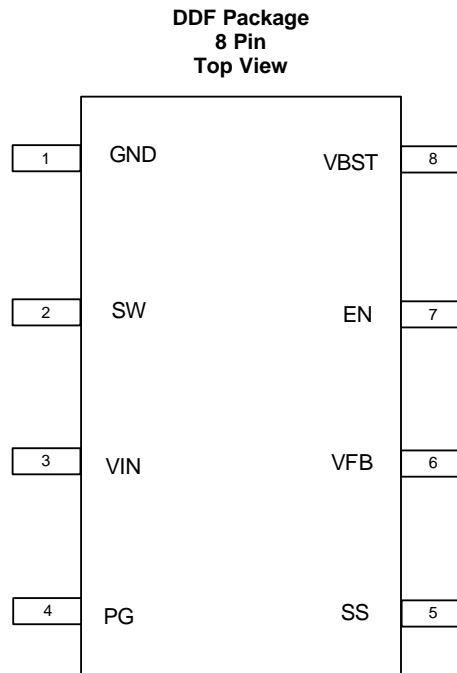 DDF Package
8 Pin
Top View
1 GND VBST 8
2 SW EN 7
3 VIN VFB 6
4 PG SS 5